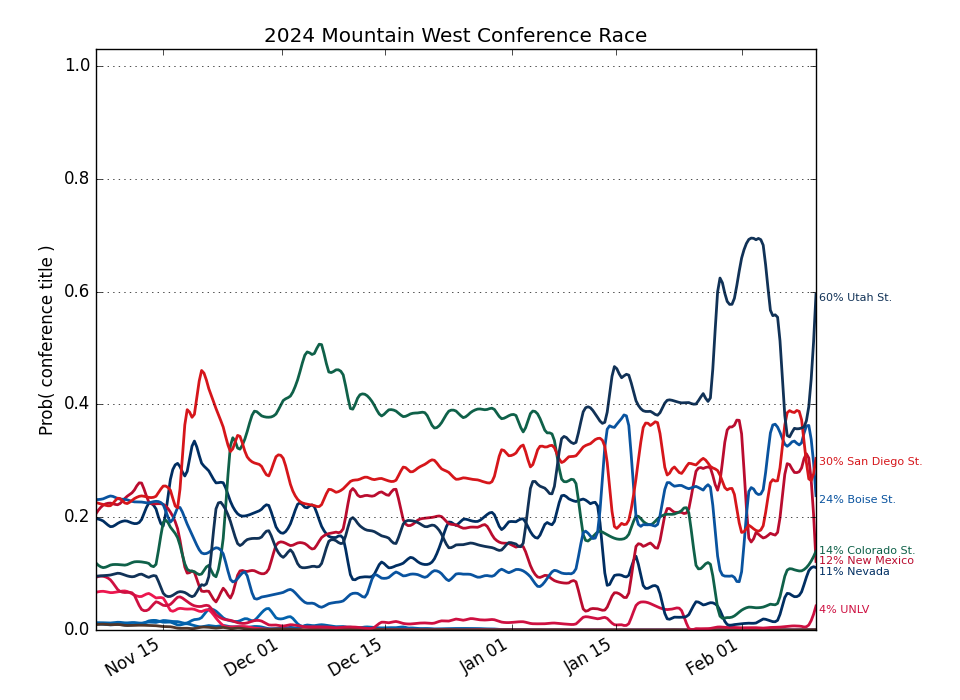 2024 Mountain West Conference Race
Prob( conference title )
1.0
0.8
0.6
0.4
0.2
0.0
60% Utah St.
30% San Diego St.
24% Boise St.
14% Colorado St.
12% New Mexico
11% Nevada
4% UNLV
Nov 15
Dec 01
Dec 15
Jan 01
Jan 15
Feb 01